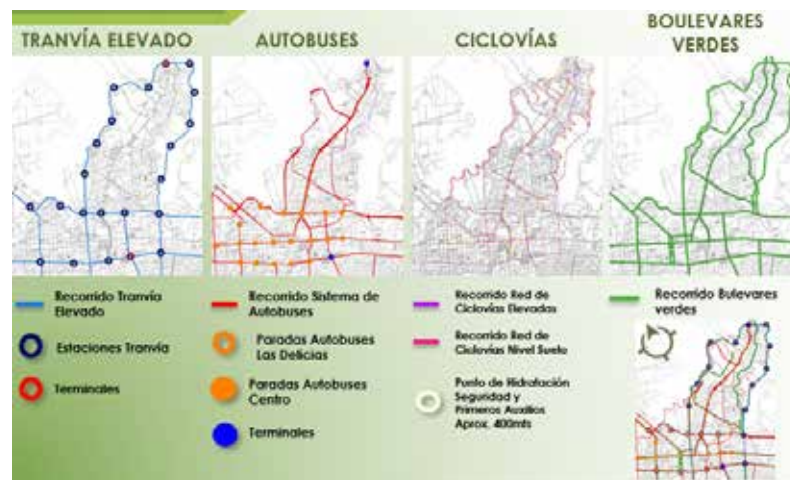 TRANVÍA ELEVADO
AUTOBUSES
CICLOVÍAS
BOULEVARES
VERDES
Recorrido Tranvía
Elevado
Estaciones Tranvía
Terminales
Recorrido Sistema de
Autobuses
Paradas Autobuses
Las Delicias
Paradas Autobuses
Centro
Terminales
Recorrido Red de
Ciclovías Elevadas
Recorrido Red de
Ciclovías Nivel Suelo
Punto de Hidratación
Seguridad y
Primeros Auxilios
Aprox. 400mts
Recorrido Bulevares
verdes